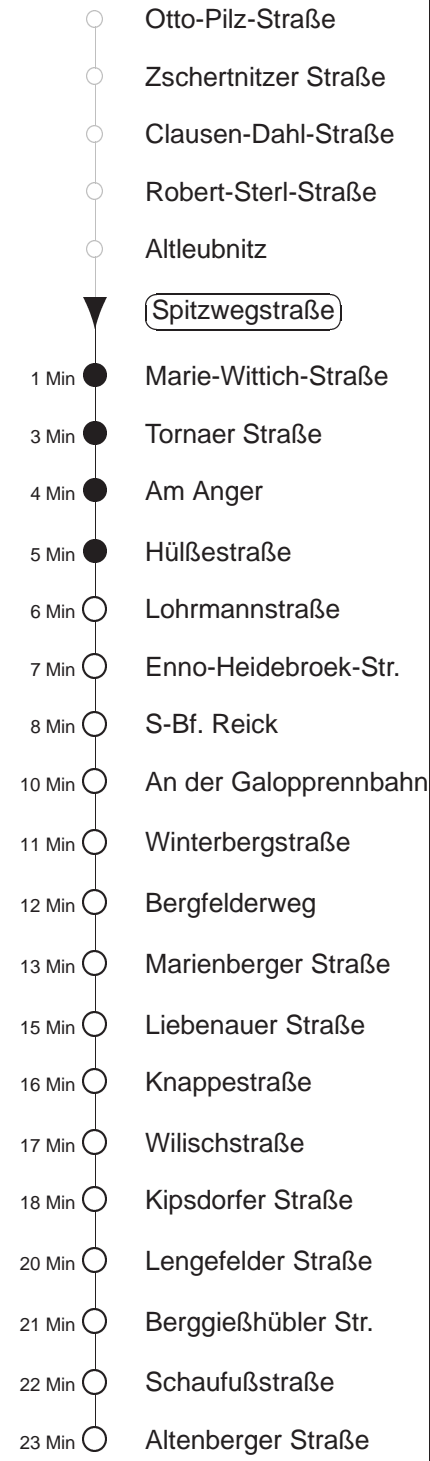 Otto-Pilz-Straße
Zschertnitzer Straße
Clausen-Dahl-Straße
Robert-Sterl-Straße
Altleubnitz
Spitzwegstraße
1 Min Marie-Wittich-Straße
3 Min Tornaer Straße
4 Min Am Anger
5 Min Hülßestraße
6 Min Lohrmannstraße
7 Min Enno-Heidebroek-Str.
8 Min S-Bf. Reick
10 Min An der Galopprennbahn
11 Min Winterbergstraße
12 Min Bergfelderweg
13 Min Marienberger Straße
15 Min Liebenauer Straße
16 Min Knappestraße
17 Min Wilischstraße
18 Min Kipsdorfer Straße
20 Min Lengefelder Straße
21 Min Berggießhübler Str.
22 Min Schaufußstraße
23 Min Altenberger Straße